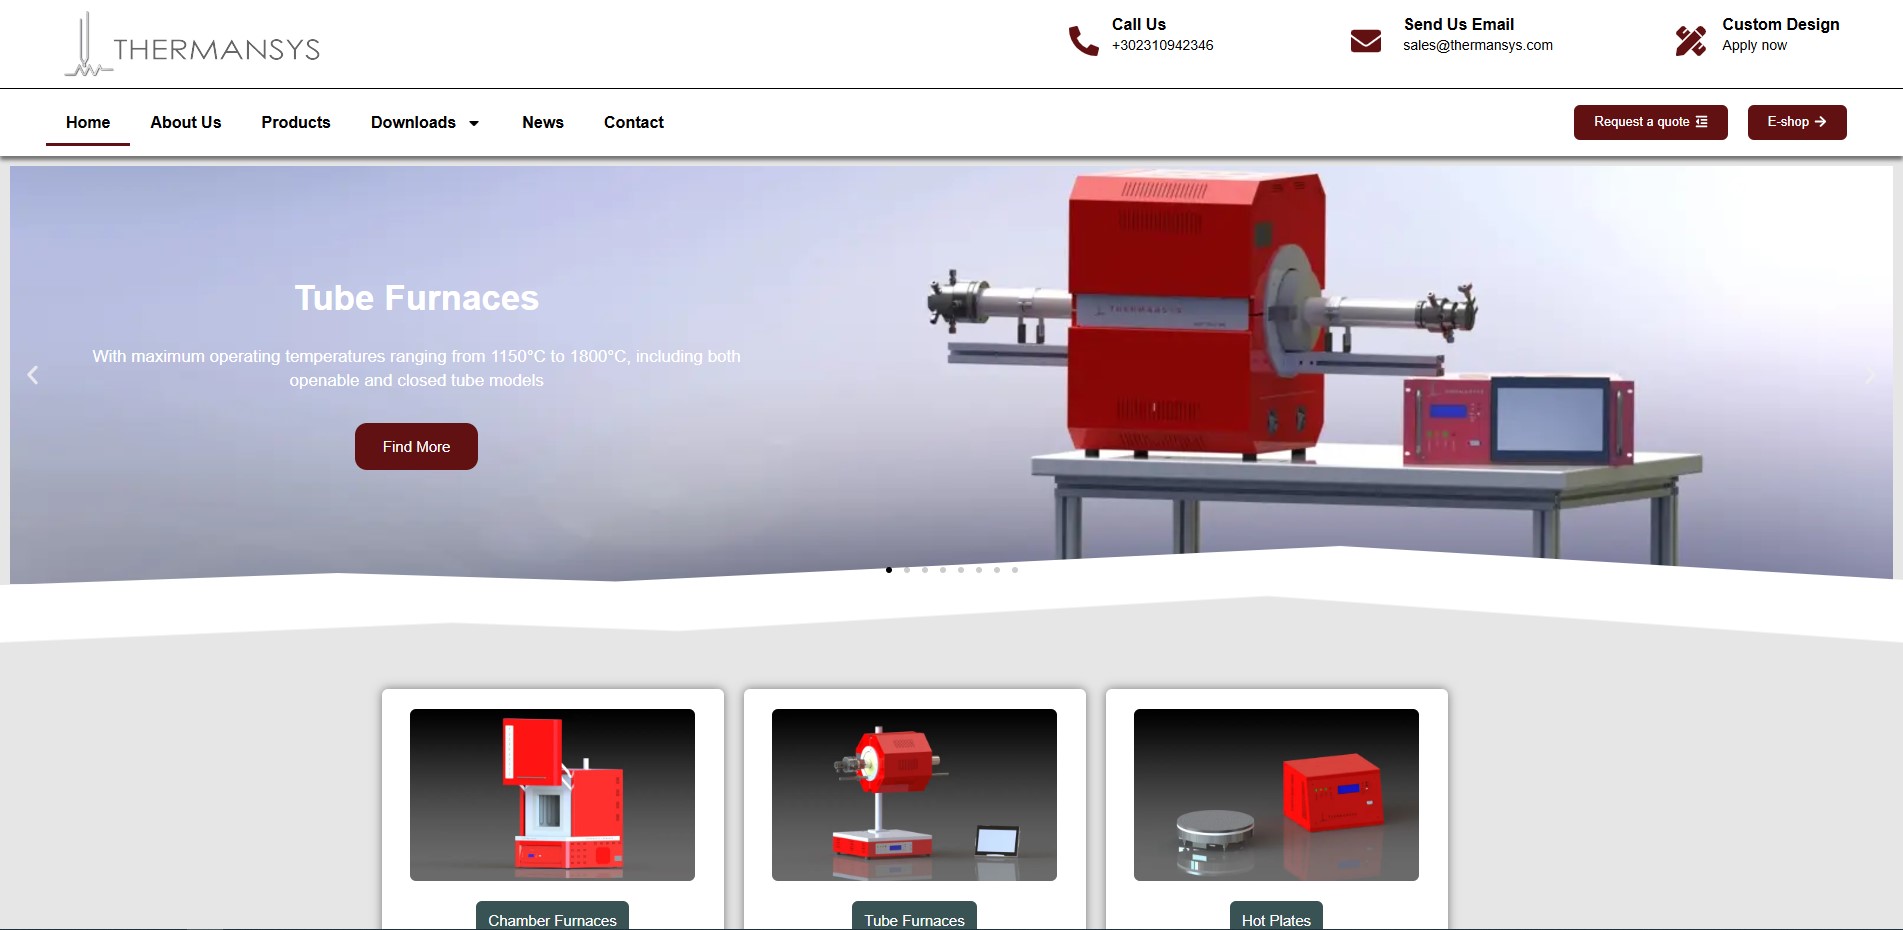 THERMANSYS
Call Us
+302310942346
Send Us Email
sales@thermansys.com
Custom Design
Apply now
Home
About Us
Products
Downloads
News
Contact
Request a quote
E-shop
Tube Furnaces
With maximum operating temperatures ranging from 1150°C to 1800°C, including both
openable and closed tube models
Find More
THERMANSYS
Chamber Furnaces
Tube Furnaces
Hot Plates